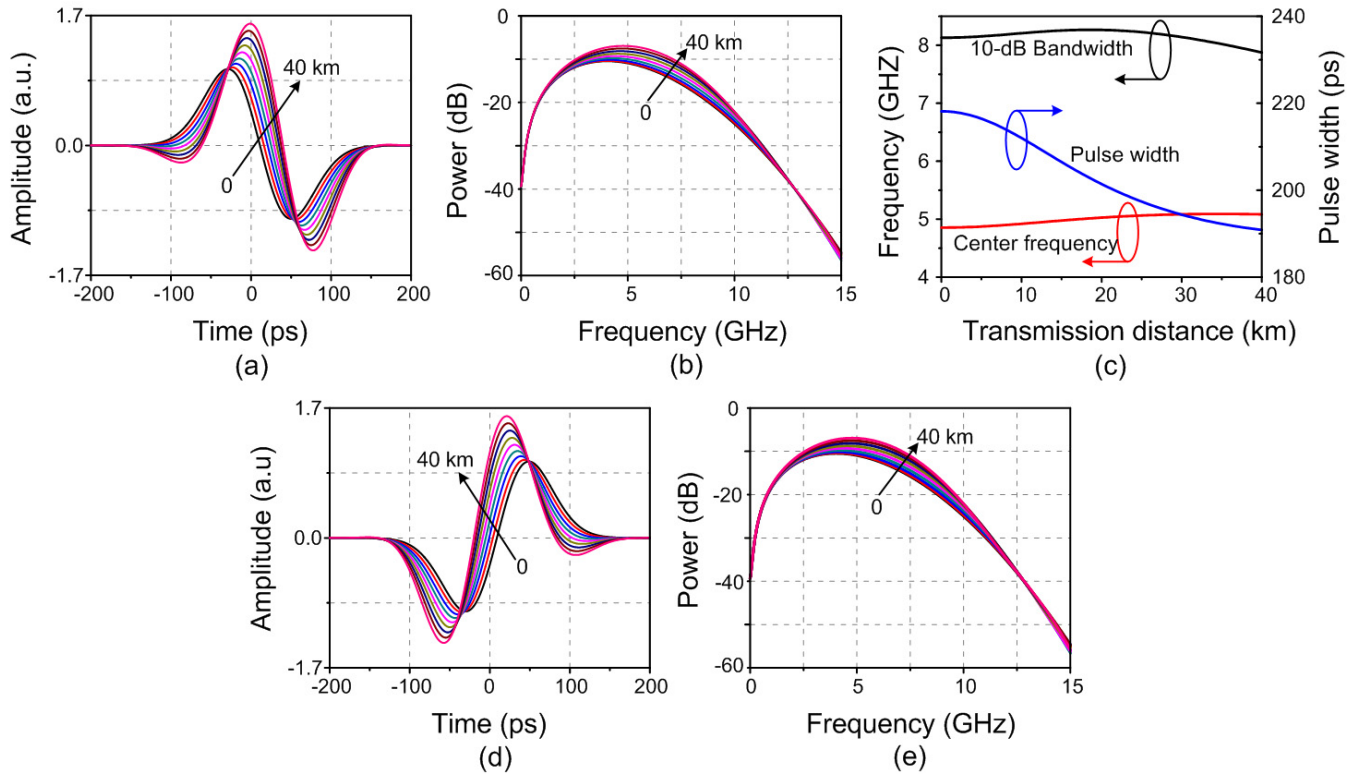 1.7
0.0
-1.7
Amplitude (a.u.)
40 km
0
-200 -100 0 100 200
Time (ps)
(a)
0
-20
-40
-60
Power (dB)
40 km
0
0 5 10 15
Frequency (GHz)
(b)
8
7
6
5
4
Frequency (GHZ)
240
220
200
180
Pulse width (ps)
10-dB Bandwidth
Pulse width
Center frequency
0 10 20 30 40
Transmission distance (km)
(c)
1.7
0.0
-1.7
Amplitude (a.u)
40 km
0
-200 -100 0 100 200
Time (ps)
(d)
0
-20
-40
-60
Power (dB)
40 km
0
0 5 10 15
Frequency (GHz)
(e)